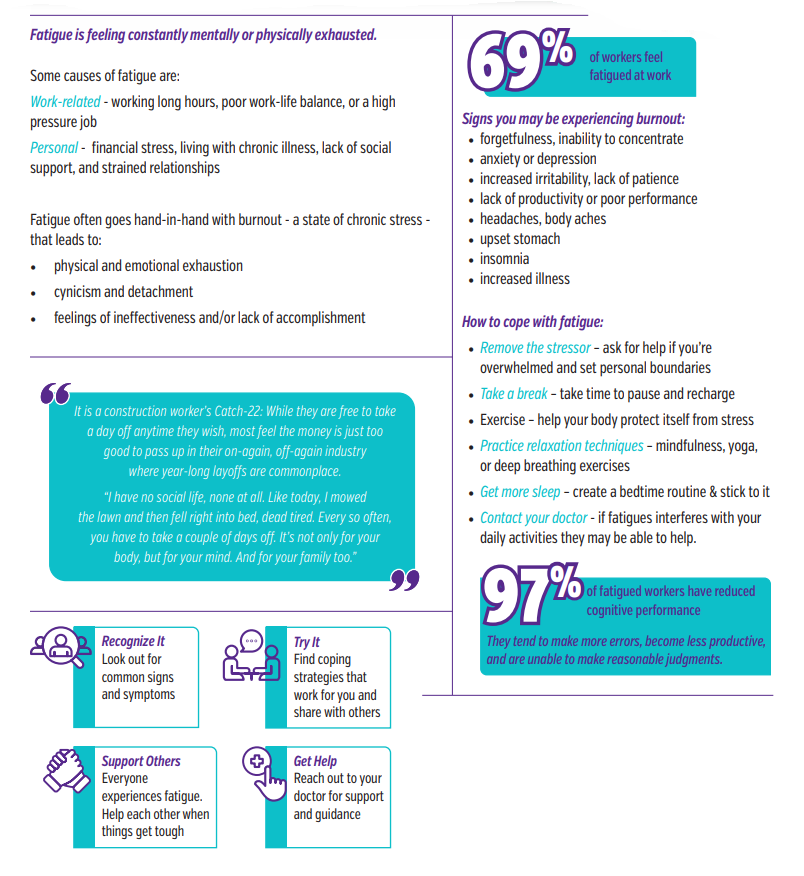 Fatigue is feeling constantly mentally or physically exhausted.
Some causes of fatigue are:
Work-related - working long hours, poor work-life balance, or a high
pressure job
Personal - financial stress, living with chronic illness, lack of social
support, and strained relationships
Fatigue often goes hand-in-hand with burnout - a state of chronic stress -
that leads to:
• physical and emotional exhaustion
• cynicism and detachment
• feelings of ineffectiveness and/or lack of accomplishment
“
It is a construction worker's Catch-22: While they are free to take
a day off anytime they wish, most feel the money is just too
good to pass up in their on-again, off-again industry
where year-long layoffs are commonplace.
“I have no social life, none at all. Like today, I mowed
the lawn and then fell right into bed, dead tired. Every so often,
you have to take a couple of days off. It's not only for your
body, but for your mind. And for your family too.”
”
Recognize It
Look out for
common signs
and symptoms
Try It
Find coping
strategies that
work for you and
share with others
Support Others
Everyone
experiences fatigue.
Help each other when
things get tough
Get Help
Reach out to your
doctor for support
and guidance
69%
of workers feel
fatigued at work
Signs you may be experiencing burnout:
• forgetfulness, inability to concentrate
• anxiety or depression
• increased irritability, lack of patience
• lack of productivity or poor performance
• headaches, body aches
• upset stomach
• insomnia
• increased illness
How to cope with fatigue:
• Remove the stressor – ask for help if you're
overwhelmed and set personal boundaries
• Take a break – take time to pause and recharge
• Exercise – help your body protect itself from stress
• Practice relaxation techniques – mindfulness, yoga,
or deep breathing exercises
• Get more sleep – create a bedtime routine & stick to it
• Contact your doctor - if fatigues interferes with your
daily activities they may be able to help.
97%
of fatigued workers have reduced
cognitive performance
They tend to make more errors, become less productive,
and are unable to make reasonable judgments.